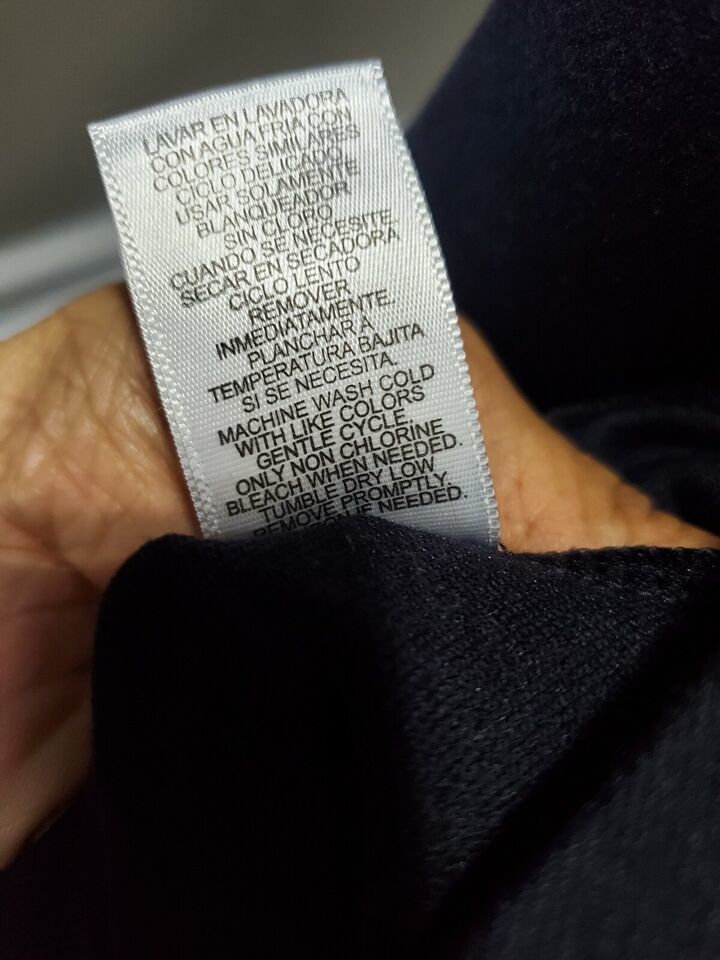 LAVAR EN LAVADORA
CON AGUA FRIA CON
COLORES SIMILARES
CICLO DELICADO
USAR SOLAMENTE
BLANQUEADOR
SIN CLORO
CUANDO SE NECESITE
SECAR EN SECADORA
CICLO LENTO
REMOVER
INMEDIATAMENTE.
PLANCHAR A
TEMPERATURA BAJITA
SI SE NECESITA.
MACHINE WASH COLD
WITH LIKE COLORS
GENTLE CYCLE.
ONLY NON CHLORINE
BLEACH WHEN NEEDED.
TUMBLE DRY LOW
REMOVE PROMPTLY.
IF NEEDED.